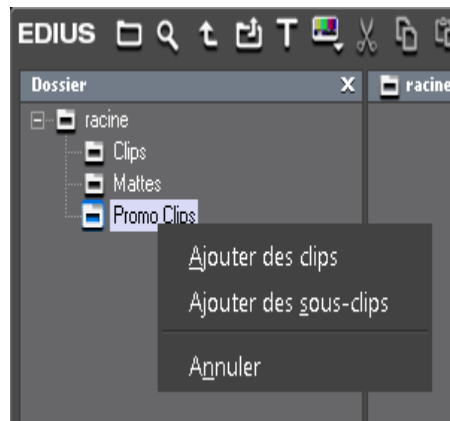 EDIUS
Dossier X racine
racine
Clips
Mattes
Promo Clips
Ajouter des clips
Ajouter des sous-clips
Annuler